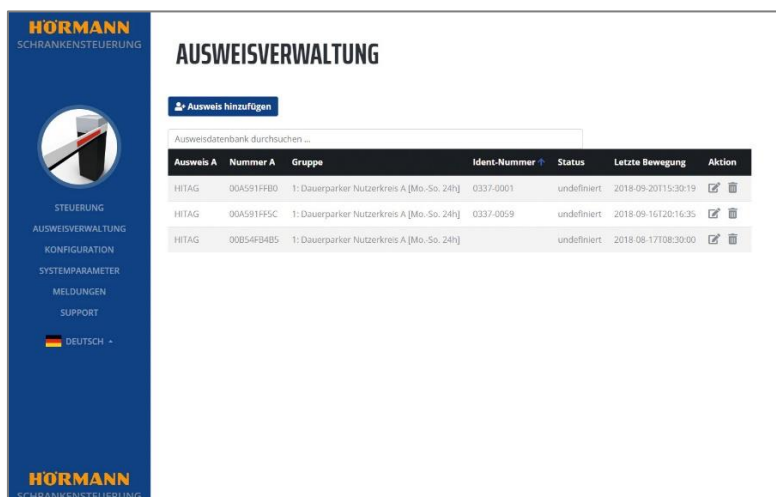 HÖRMANN
SCHRANKENSTEUERUNG
STEUERUNG
AUSWEISVERWALTUNG
KONFIGURATION
SYSTEMPARAMETER
MELDUNGEN
SUPPORT
DEUTSCH
HÖRMANN
SCHRANKENSTEUERUNG
AUSWEISVERWALTUNG
Ausweis hinzufügen
Ausweisdatenbank durchsuchen ...
Ausweis A Nummer A Gruppe Ident-Nummer Status Letzte Bewegung Aktion
HITAG 00A591FFB0 1: Dauerparker Nutzerkreis A [Mo.-So. 24h] 0337-0001 undefiniert 2018-09-20T15:30:19
HITAG 00A591FF5C 1: Dauerparker Nutzerkreis A [Mo.-So. 24h] 0337-0059 undefiniert 2018-09-16T20:16:35
HITAG 00B54FB4B5 1: Dauerparker Nutzerkreis A [Mo.-So. 24h] undefiniert 2018-08-17T08:30:00